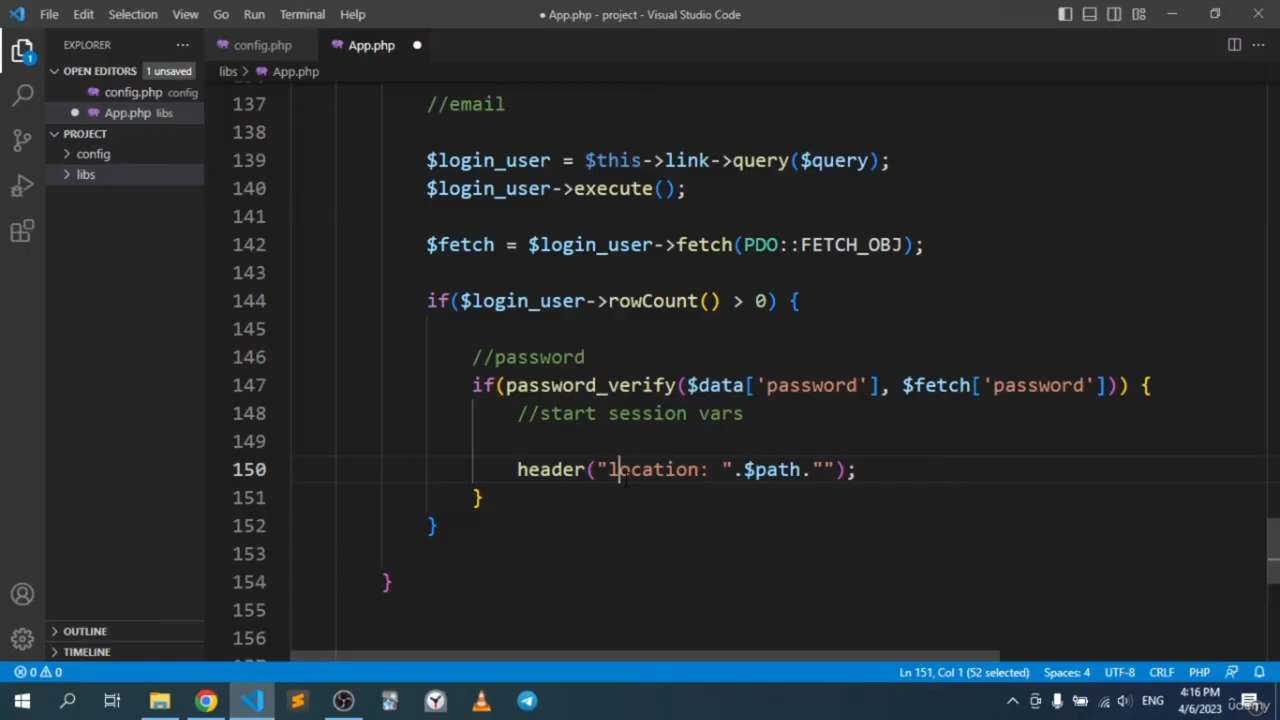 File Edit Selection View Go Run Terminal Help
● App.php - project - Visual Studio Code
EXPLORER
config.php
App.php
OPEN EDITORS 1 unsaved
libs > App.php
config.php config
App.php libs
PROJECT
config
libs
137 //email
138
139 $login_user = $this->link->query($query);
140 $login_user->execute();
141
142 $fetch = $login_user->fetch(PDO::FETCH_OBJ);
143
144 if($login_user->rowCount() > 0) {
145
146 //password
147 if(password_verify($data['password'], $fetch['password'])) {
148 //start session vars
149
150 header("location: ".$path."");
151 }
152 }
153
154 }
155
156
OUTLINE
TIMELINE
0 0
Ln 151, Col 1 (52 selected) Spaces: 4 UTF-8 CRLF PHP
ENG
4:16 PM
4/6/2023
udemy